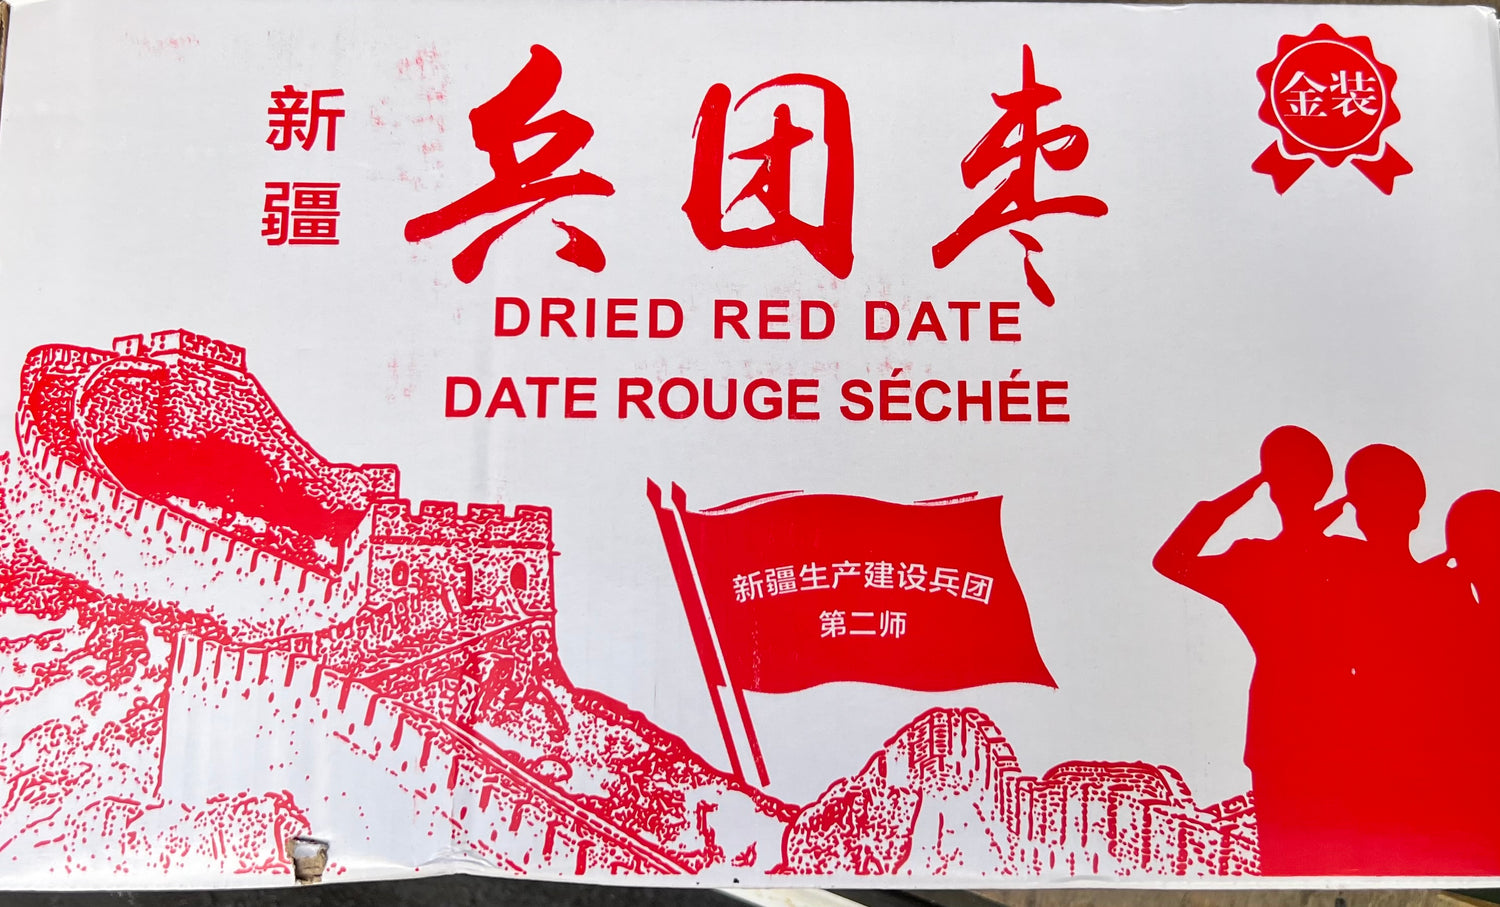 新疆
兵团枣
金装
DRIED RED DATE
DATE ROUGE SÉCHÉE
新疆生产建设兵团
第二师